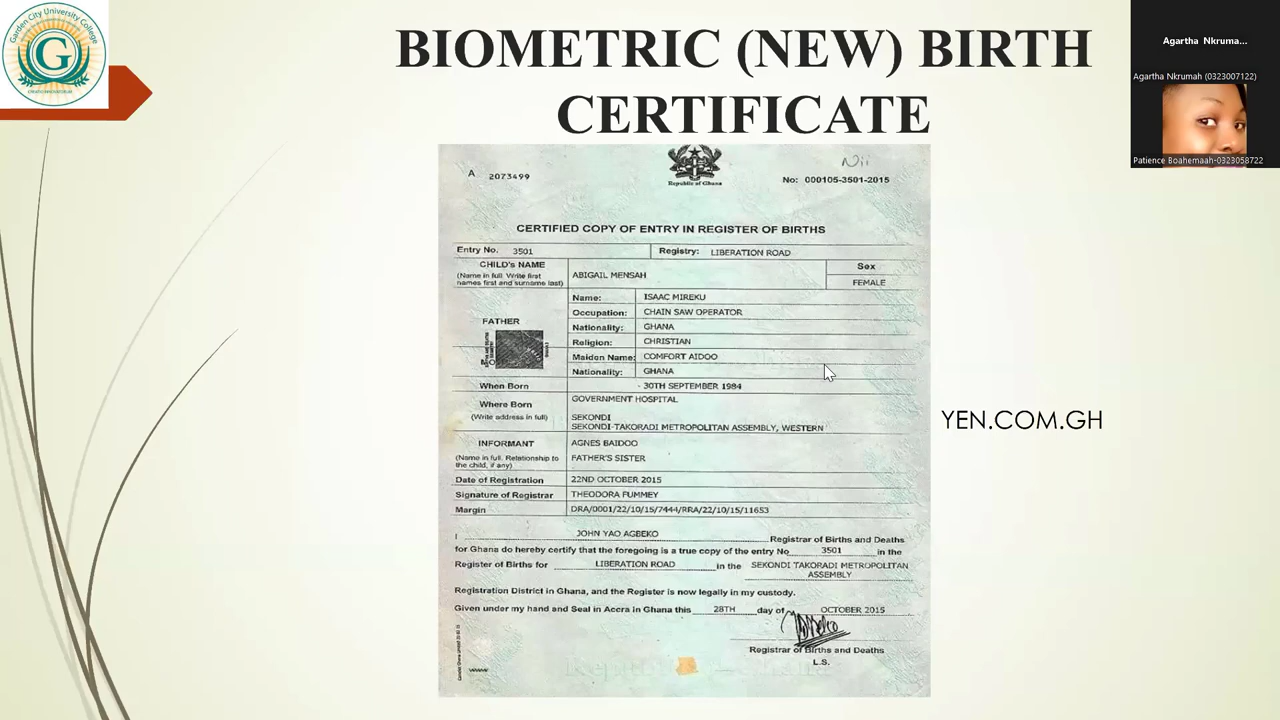 Garden City University College
G
BIOMETRIC (NEW) BIRTH
CERTIFICATE
Agartha Nkruma...
Agartha Nkrumah (0323007122)
Patience Boahemaah-0323058722
A 2073499
Republic of Ghana
Nii
No: 000105-3501-2015
CERTIFIED COPY OF ENTRY IN REGISTER OF BIRTHS
Entry No. 3501 Registry: LIBERATION ROAD
CHILD'S NAME
(Name in full. Write first
names first and surname last)
ABIGAIL MENSAH
Sex
FEMALE
FATHER
Name: ISAAC MIREKU
Occupation: CHAIN SAW OPERATOR
Nationality: GHANA
Religion: CHRISTIAN
Maiden Name: COMFORT AIDOO
Nationality: GHANA
When Born - 30TH SEPTEMBER 1984
Where Born
(Write address in full)
GOVERNMENT HOSPITAL
SEKONDI
SEKONDI-TAKORADI METROPOLITAN ASSEMBLY, WESTERN
INFORMANT
(Name in full. Relationship to
the child, if any)
AGNES BAIDOO
FATHER'S SISTER
Date of Registration 22ND OCTOBER 2015
Signature of Registrar THEODORA FUMMEY
Margin DRA/0001/22/10/15/7444/RRA/22/10/15/11653
I JOHN YAO AGBEKO Registrar of Births and Deaths
for Ghana do hereby certify that the foregoing is a true copy of the entry No 3501 in the
Register of Births for LIBERATION ROAD in the SEKONDI TAKORADI METROPOLITAN
ASSEMBLY
Registration District in Ghana, and the Register is now legally in my custody.
Given under my hand and Seal in Accra in Ghana this 28TH day of OCTOBER 2015
Registrar of Births and Deaths
L.S.
YEN.COM.GH